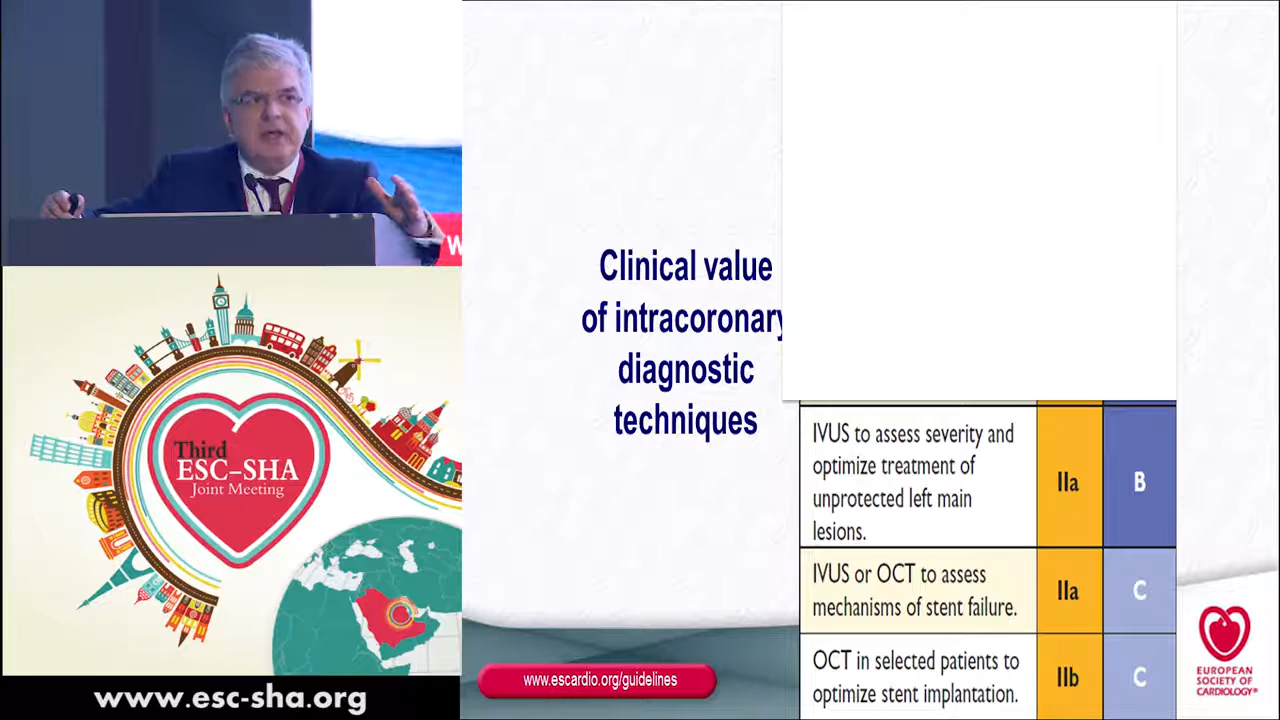 W
Third
ESC-SHA
Joint Meeting
www.esc-sha.org
Clinical value
of intracoronary
diagnostic
techniques
IVUS to assess severity and
optimize treatment of
unprotected left main
lesions.
IIa
B
IVUS or OCT to assess
mechanisms of stent failure.
IIa
C
OCT in selected patients to
optimize stent implantation.
IIb
C
www.escardio.org/guidelines
EUROPEAN
SOCIETY OF
CARDIOLOGY®